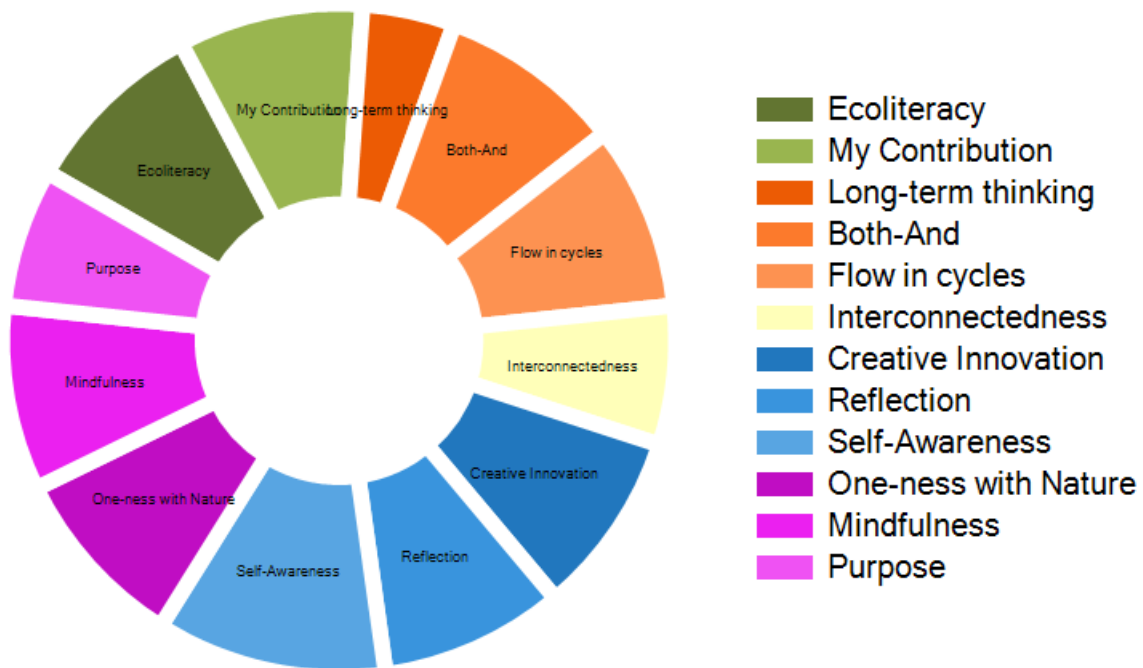 My Contribution
Long-term thinking
Both-And
Ecoliteracy
Flow in cycles
Purpose
Interconnectedness
Mindfulness
Creative Innovation
One-ness with Nature
Reflection
Self-Awareness
Ecoliteracy
My Contribution
Long-term thinking
Both-And
Flow in cycles
Interconnectedness
Creative Innovation
Reflection
Self-Awareness
One-ness with Nature
Mindfulness
Purpose